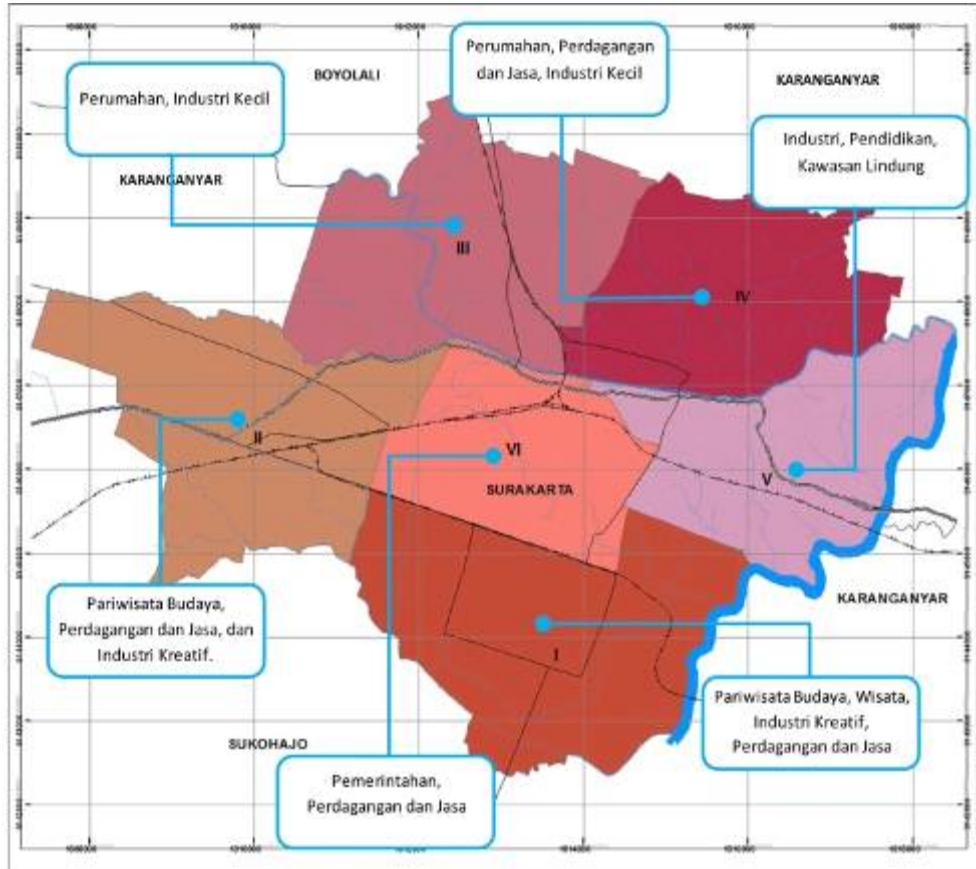 Perumahan, Perdagangan
dan Jasa, Industri Kecil
BOYOLALI
KARANGANYAR
Perumahan, Industri Kecil
Industri, Pendidikan,
Kawasan Lindung
KARANGANYAR
III
IV
II
VI
V
SURAKARTA
Pariwisata Budaya,
Perdagangan dan Jasa, dan
Industri Kreatif.
KARANGANYAR
I
Pariwisata Budaya, Wisata,
Industri Kreatif,
Perdagangan dan Jasa
SUKOHAJO
Pemerintahan,
Perdagangan dan Jasa